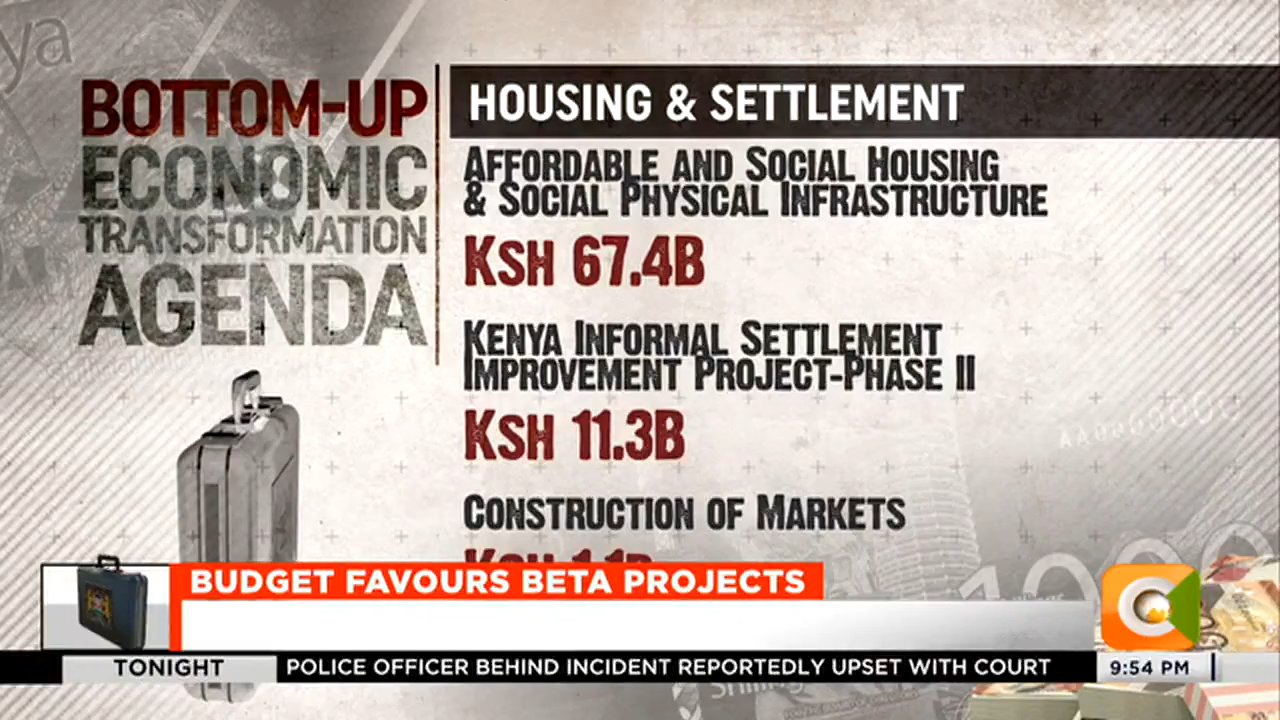 ya
BOTTOM-UP
ECONOMIC
TRANSFORMATION
AGENDA
HOUSING & SETTLEMENT
AFFORDABLE AND SOCIAL HOUSING
& SOCIAL PHYSICAL INFRASTRUCTURE
KSH 67.4B
KENYA INFORMAL SETTLEMENT
IMPROVEMENT PROJECT-PHASE II
KSH 11.3B
CONSTRUCTION OF MARKETS
BUDGET FAVOURS BETA PROJECTS
TONIGHT
POLICE OFFICER BEHIND INCIDENT REPORTEDLY UPSET WITH COURT
9:54 PM